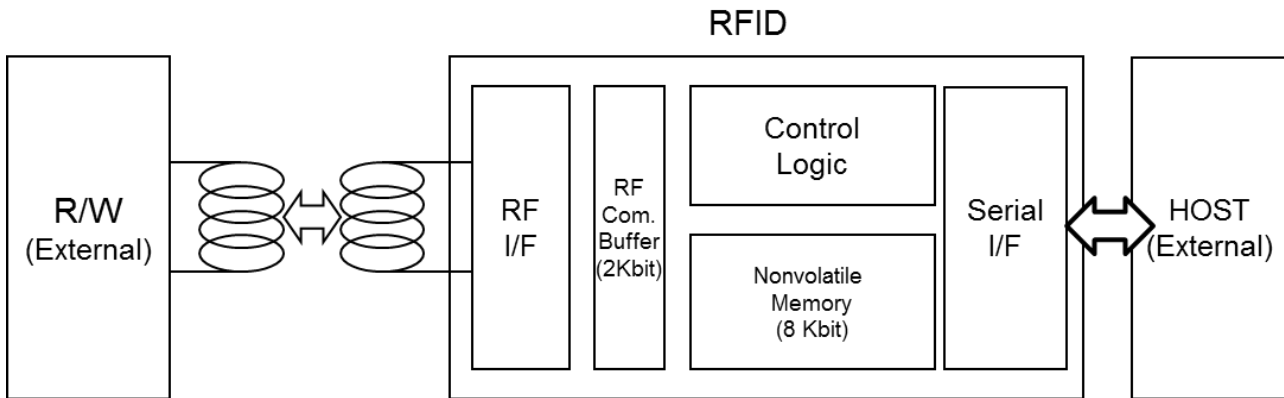 RFID
R/W
(External)
RF
I/F
RF
Com.
Buffer
(2Kbit)
Control
Logic
Nonvolatile
Memory
(8 Kbit)
Serial
I/F
HOST
(External)